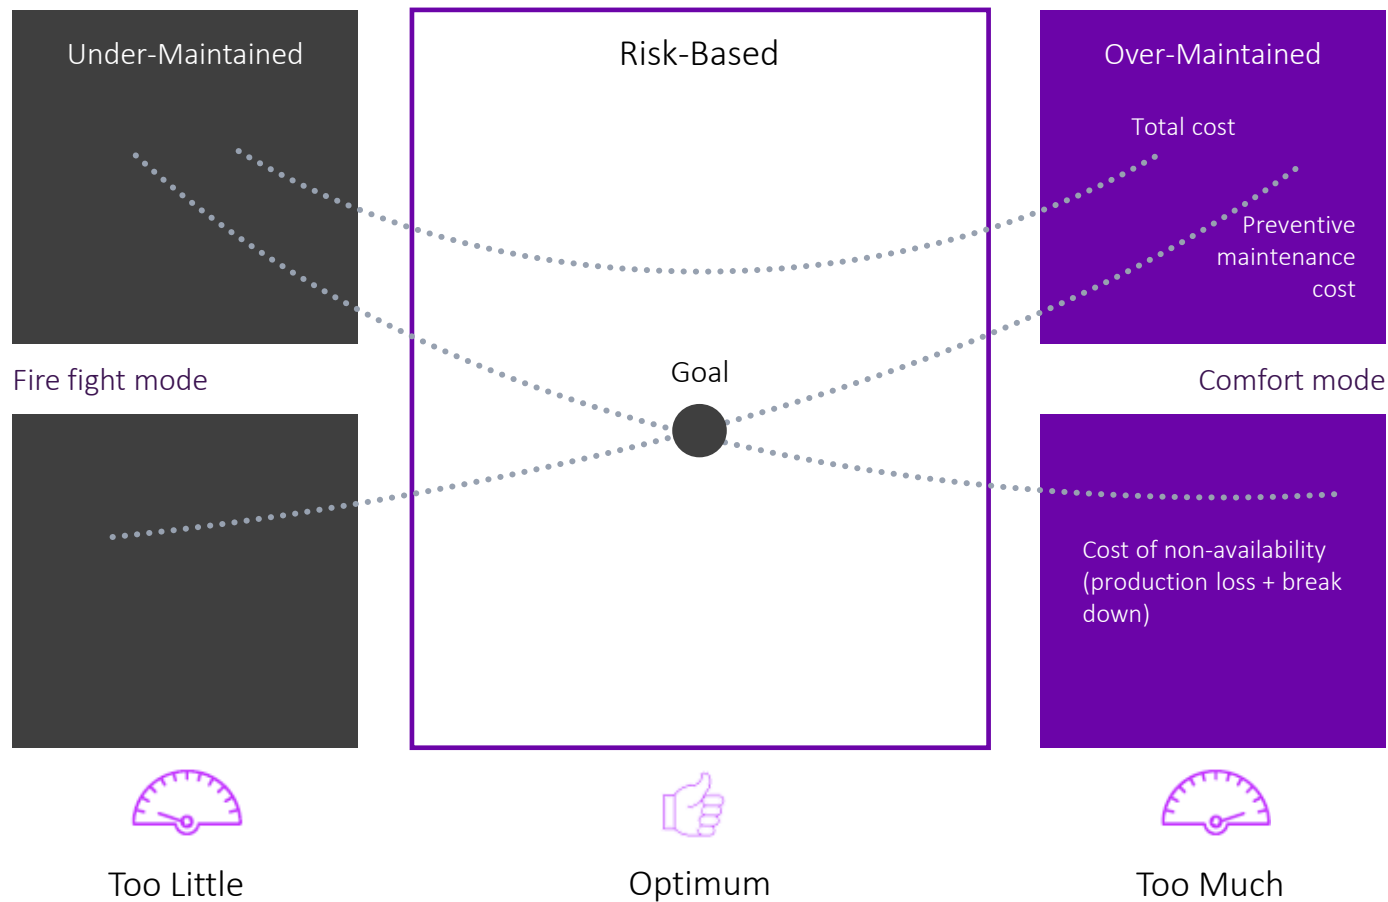 Under-Maintained
Risk-Based
Over-Maintained
Total cost
Preventive
maintenance
cost
Goal
Fire fight mode
Comfort mode
Cost of non-availability
(production loss + break
down)
Too Little
Optimum
Too Much